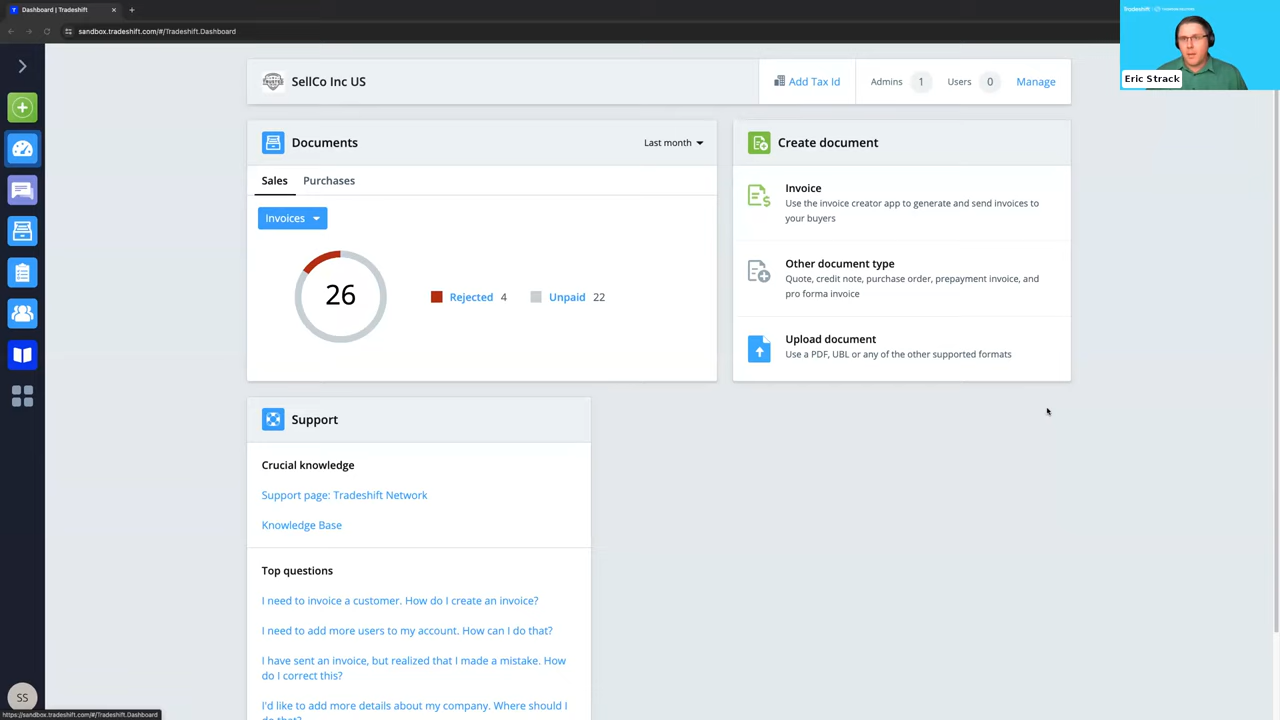 Dashboard | Tradeshift
sandbox.tradeshift.com/#/Tradeshift.Dashboard
Tradeshift
Eric Strack
SellCo Inc US
Add Tax Id
Admins 1 Users 0 Manage
Documents
Last month
Sales Purchases
Invoices
26
Rejected 4 Unpaid 22
Create document
Invoice
Use the invoice creator app to generate and send invoices to
your buyers
Other document type
Quote, credit note, purchase order, prepayment invoice, and
pro forma invoice
Upload document
Use a PDF, UBL or any of the other supported formats
Support
Crucial knowledge
Support page: Tradeshift Network
Knowledge Base
Top questions
I need to invoice a customer. How do I create an invoice?
I need to add more users to my account. How can I do that?
I have sent an invoice, but realized that I made a mistake. How
do I correct this?
I'd like to add more details about my company. Where should I
do that?
SS
https://sandbox.tradeshift.com/#/Tradeshift.Dashboard